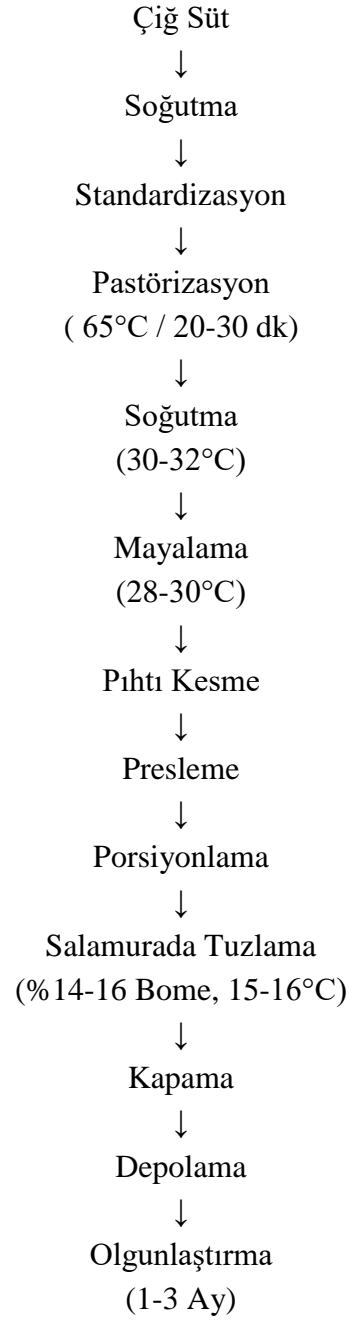 Çiğ Süt
↓
Soğutma
↓
Standardizasyon
↓
Pastörizasyon
( 65°C / 20-30 dk)
↓
Soğutma
(30-32°C)
↓
Mayalama
(28-30°C)
↓
Pıhtı Kesme
↓
Presleme
↓
Porsiyonlama
↓
Salamurada Tuzlama
(%14-16 Bome, 15-16°C)
↓
Kapama
↓
Depolama
↓
Olgunlaştırma
(1-3 Ay)